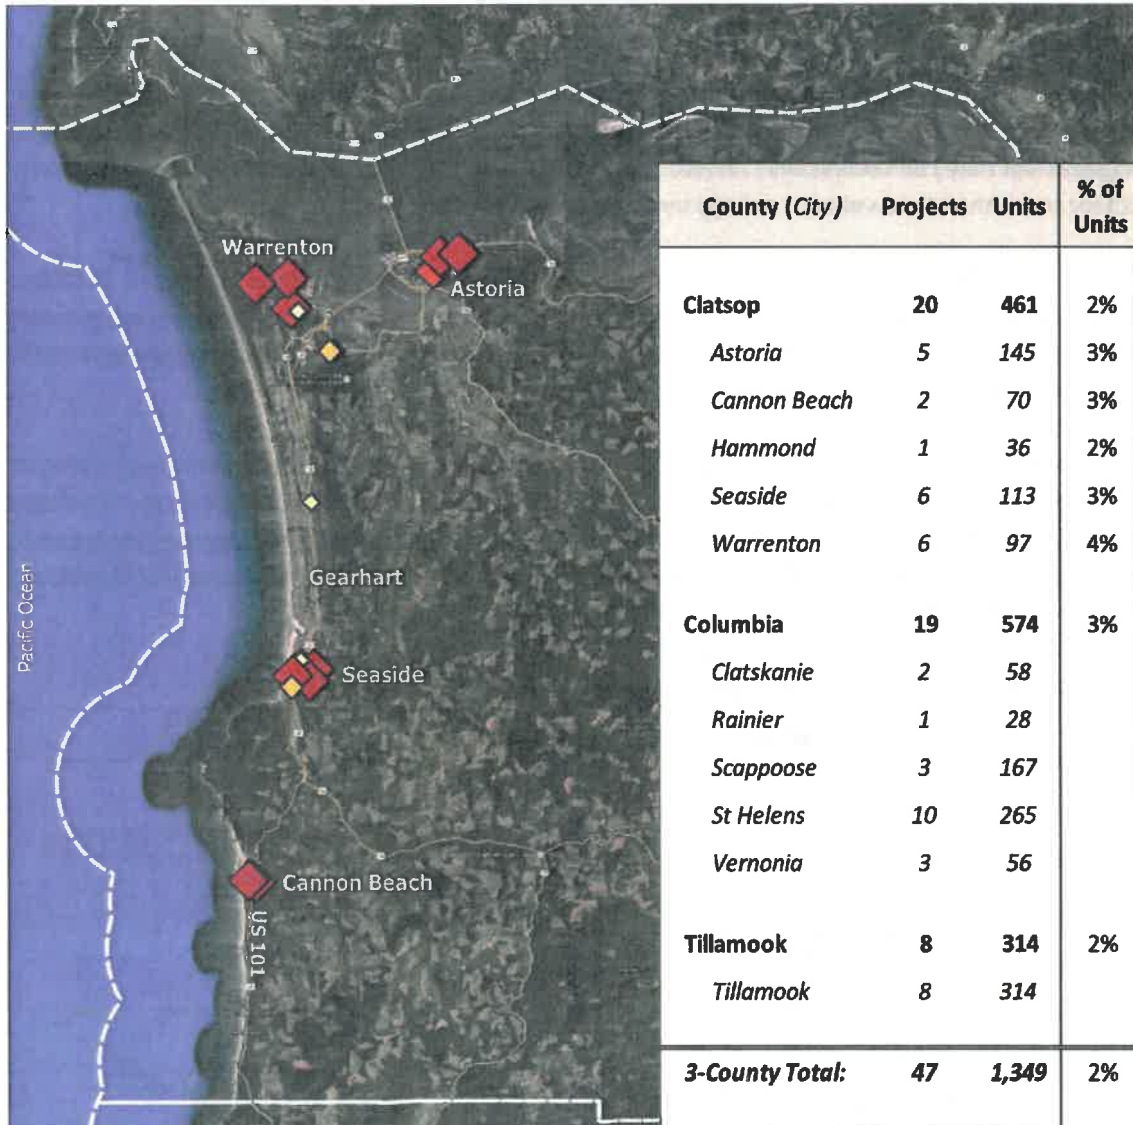 Warrenton
Astoria
Pacific Ocean
Gearhart
Seaside
Cannon Beach
US 101
County (City) Projects Units % of Units
Clatsop 20 461 2%
Astoria 5 145 3%
Cannon Beach 2 70 3%
Hammond 1 36 2%
Seaside 6 113 3%
Warrenton 6 97 4%
Columbia 19 574 3%
Clatskanie 2 58
Rainier 1 28
Scappoose 3 167
St Helens 10 265
Vernonia 3 56
Tillamook 8 314 2%
Tillamook 8 314
3-County Total: 47 1,349 2%